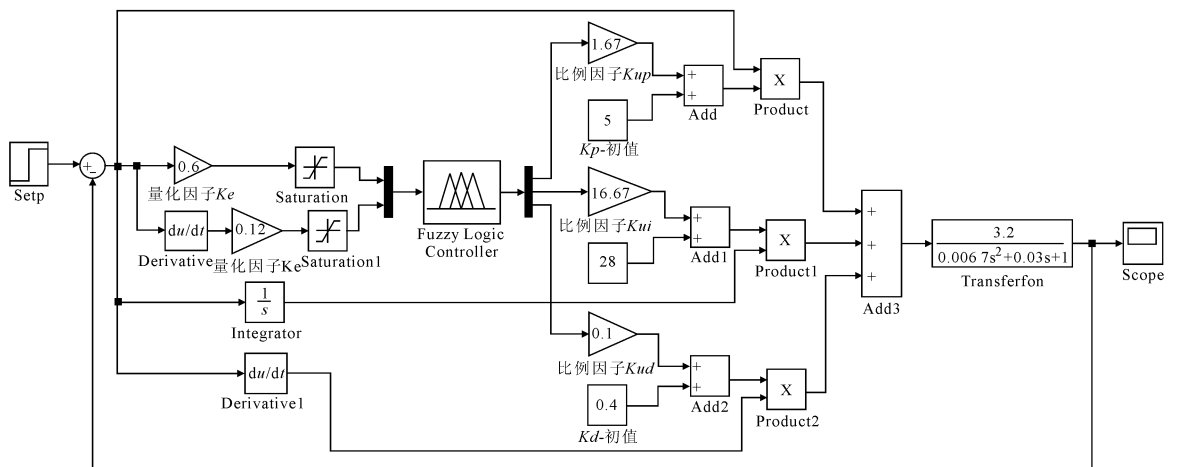 Setp
+
−
0.6
量化因子Ke
Saturation
du/dt
Derivative
0.12
量化因子Ke
Saturation1
1
s
Integrator
du/dt
Derivative1
Fuzzy Logic
Controller
1.67
比例因子Kup
5
Kp-初值
+
+
Add
X
Product
16.67
比例因子Kui
28
+
+
Add1
X
Product1
0.1
比例因子Kud
0.4
Kd-初值
+
+
Add2
X
Product2
+
+
+
Add3
3.2
0.006 7s²+0.03s+1
Transferfon
Scope